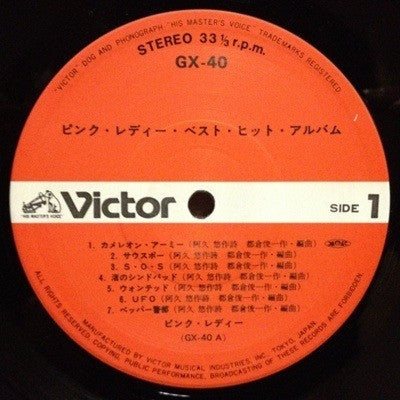 "VICTOR" DOG AND PHONOGRAPH "HIS MASTER'S VOICE" TRADEMARKS REGISTERED.
STEREO 33 1/3 r.p.m.
GX-40
ピンク・レディー・ベスト・ヒット・アルバム
"HIS MASTER'S VOICE"
Victor
SIDE 1
1. カメレオン・アーミー(阿久 悠作詩 都倉俊一作・編曲)
2. サウスポー(阿久 悠作詩 都倉俊一作・編曲)
3. S・O・S(阿久 悠作詩 都倉俊一作・編曲)
4. 渚のシンドバッド(阿久 悠作詩 都倉俊一作・編曲)
5. ウォンテッド(阿久 悠作詩 都倉俊一作・編曲)
6. UFO(阿久 悠作詩 都倉俊一作・編曲)
7. ペッパー警部(阿久 悠作詩 都倉俊一作・編曲)
ピンク・レディー
(GX-40 A)
MANUFACTURED BY VICTOR MUSICAL INDUSTRIES, INC. TOKYO, JAPAN
ALL RIGHTS RESERVED. COPYING, PUBLIC PERFORMANCE, BROADCASTING OF THESE RECORDS ARE FORBIDDEN.